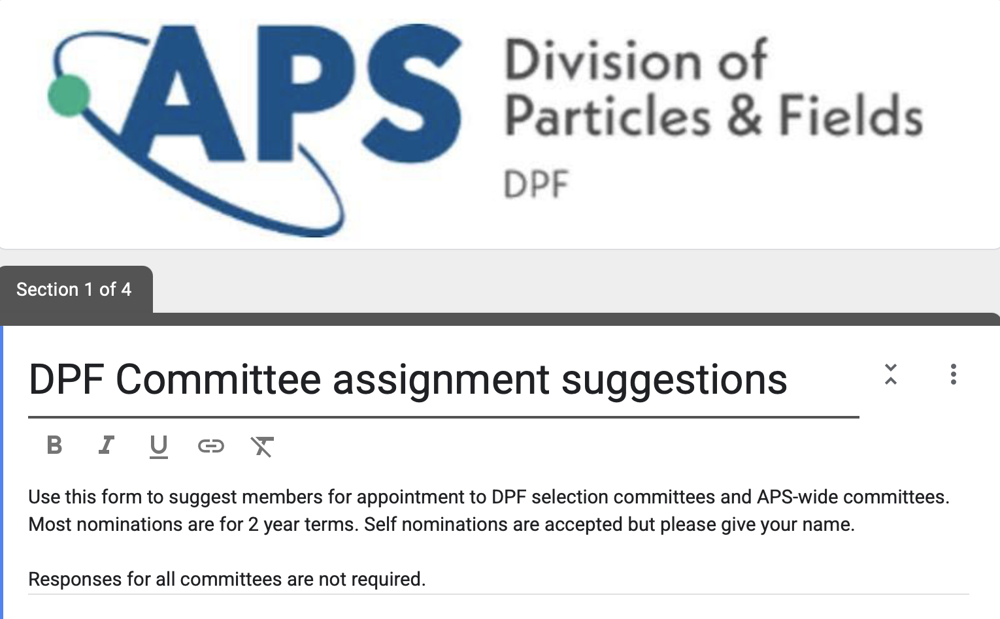 APS
Division of
Particles & Fields
DPF
Section 1 of 4
DPF Committee assignment suggestions
B I U
Use this form to suggest members for appointment to DPF selection committees and APS-wide committees.
Most nominations are for 2 year terms. Self nominations are accepted but please give your name.
Responses for all committees are not required.